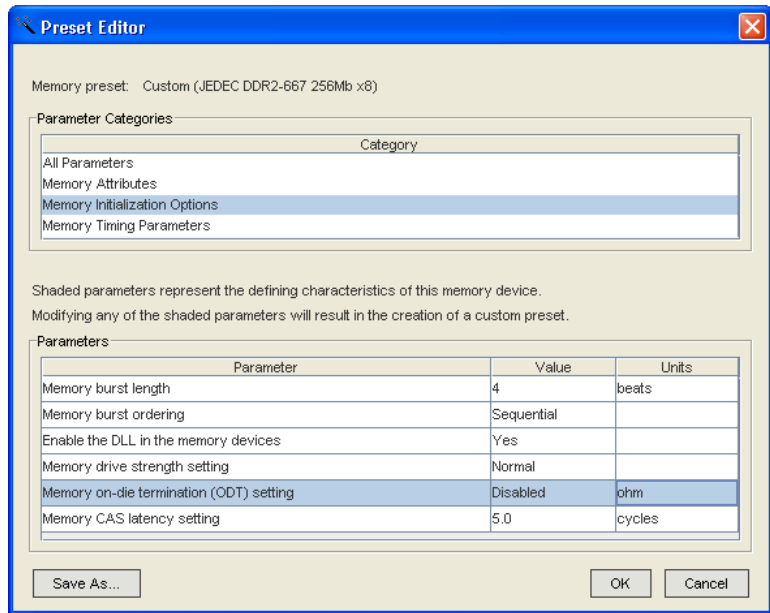 Preset Editor
Memory preset: Custom (JEDEC DDR2-667 256Mb x8)
Parameter Categories
Category
All Parameters
Memory Attributes
Memory Initialization Options
Memory Timing Parameters
Shaded parameters represent the defining characteristics of this memory device.
Modifying any of the shaded parameters will result in the creation of a custom preset.
Parameters
Parameter Value Units
Memory burst length 4 beats
Memory burst ordering Sequential
Enable the DLL in the memory devices Yes
Memory drive strength setting Normal
Memory on-die termination (ODT) setting Disabled ohm
Memory CAS latency setting 5.0 cycles
Save As... OK Cancel